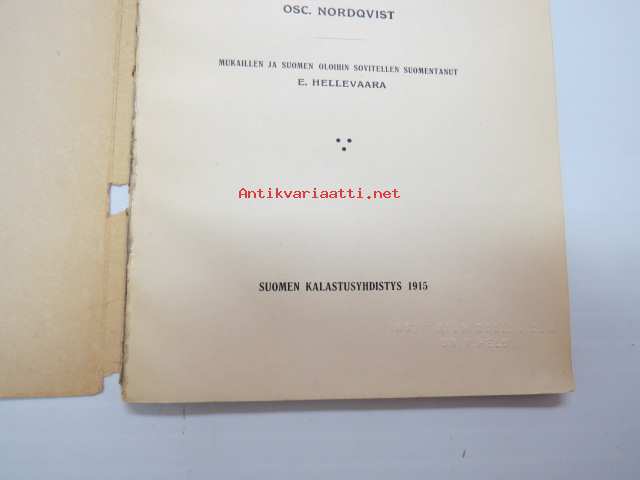 OSC. NORDQVIST
MUKAILLEN JA SUOMEN OLOIHIN SOVITELLEN SUOMENTANUT
E. HELLEVAARA
Antikvariaatti.net
SUOMEN KALASTUSYHDISTYS 1915